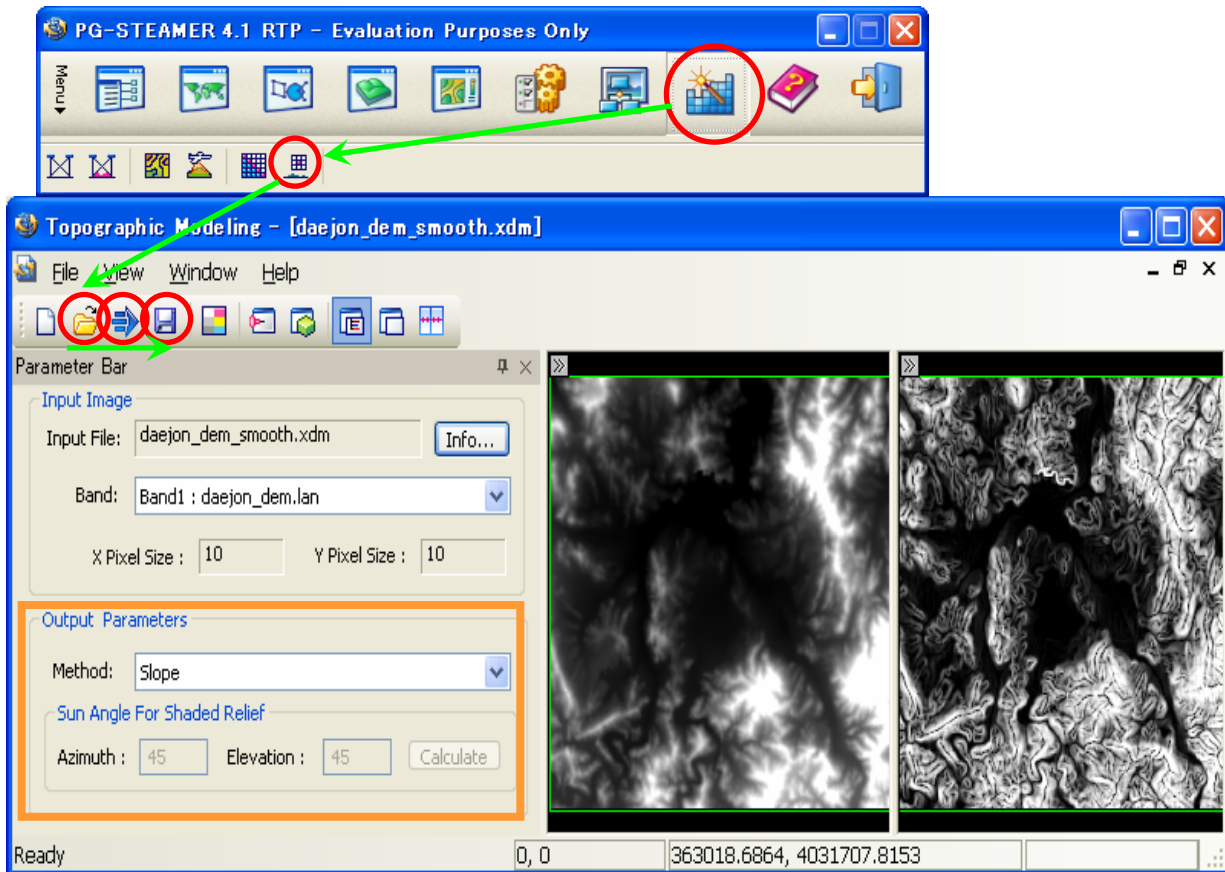 PG-STEAMER 4.1 RTP - Evaluation Purposes Only
Menu
Topographic Modeling - [daejon_dem_smooth.xdm]
File View Window Help
Parameter Bar
Input Image
Input File: daejon_dem_smooth.xdm Info...
Band: Band1 : daejon_dem.lan
X Pixel Size : 10 Y Pixel Size : 10
Output Parameters
Method: Slope
Sun Angle For Shaded Relief
Azimuth : 45 Elevation : 45 Calculate
Ready 0, 0 363018.6864, 4031707.8153